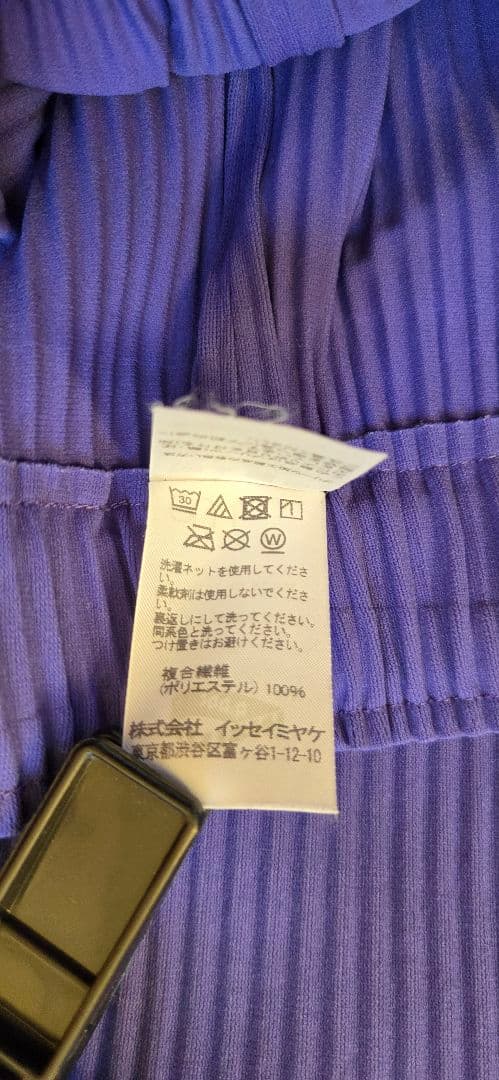 30
W
洗濯ネットを使用してくださ
い。
柔軟剤は使用しないでくださ
い。
裏返しにして洗ってください。
同系色と洗ってください。
つけ置きはお避けください。
複合繊維
(ポリエステル) 100%
株式会社 イッセイミヤケ
東京都渋谷区富ヶ谷1-12-10